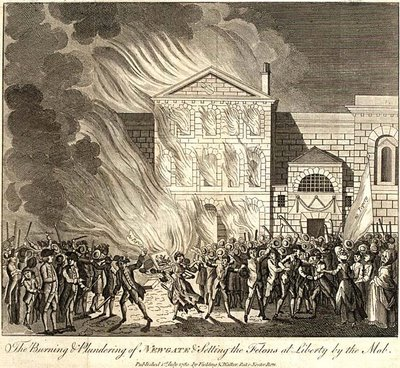 The Burning & Plundering of NEWGATE & Setting the Felons at Liberty by the Mob.
Published 1st July 1780 by Fielding & Walker Pater Noster Row